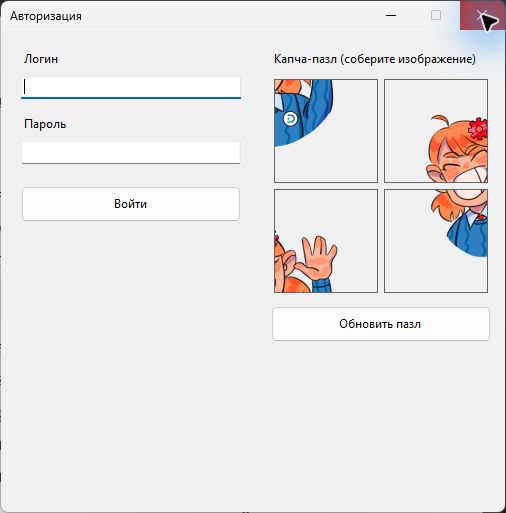 Авторизация
Логин
Пароль
Войти
Капча-пазл (соберите изображение)
Обновить пазл